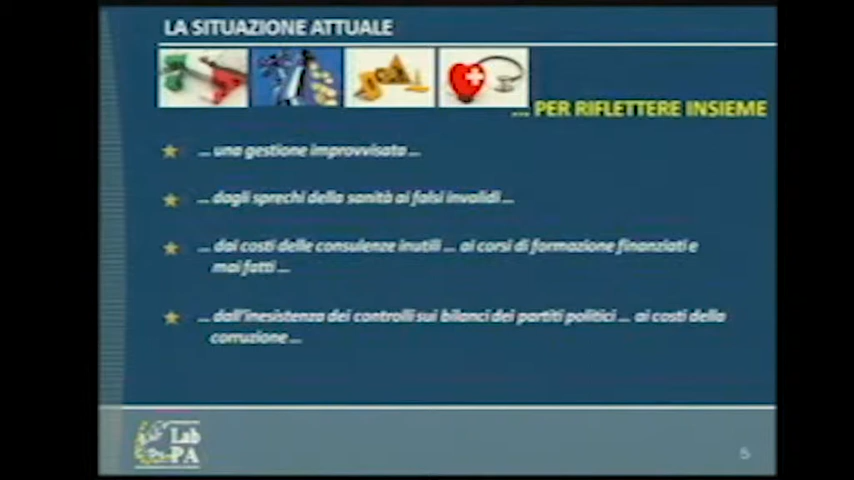 LA SITUAZIONE ATTUALE
... PER RIFLETTERE INSIEME
... una gestione improvvisata ...
... dagli sprechi della sanità ai falsi invalidi ...
... dai costi delle consulenze inutili ... ai corsi di formazione finanziati e
mai fatti ...
... dall'inesistenza dei controlli sui bilanci dei partiti politici ... ai costi della
corruzione ...
Lab
PA
5